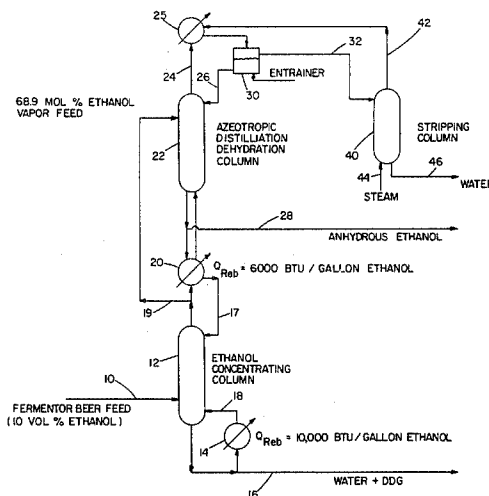 25
42
24
26
32
ENTRAINER
30
68.9 MOL % ETHANOL
VAPOR FEED
22
AZEOTROPIC
DISTILLIATION
DEHYDRATION
COLUMN
40
STRIPPING
COLUMN
44
STEAM
46
WATER
28
ANHYDROUS ETHANOL
20
QReb = 6000 BTU / GALLON ETHANOL
19
17
12
ETHANOL
CONCENTRATING
COLUMN
10
FERMENTOR BEER FEED
(10 VOL % ETHANOL)
18
14
QReb = 10,000 BTU / GALLON ETHANOL
WATER + DDG
16